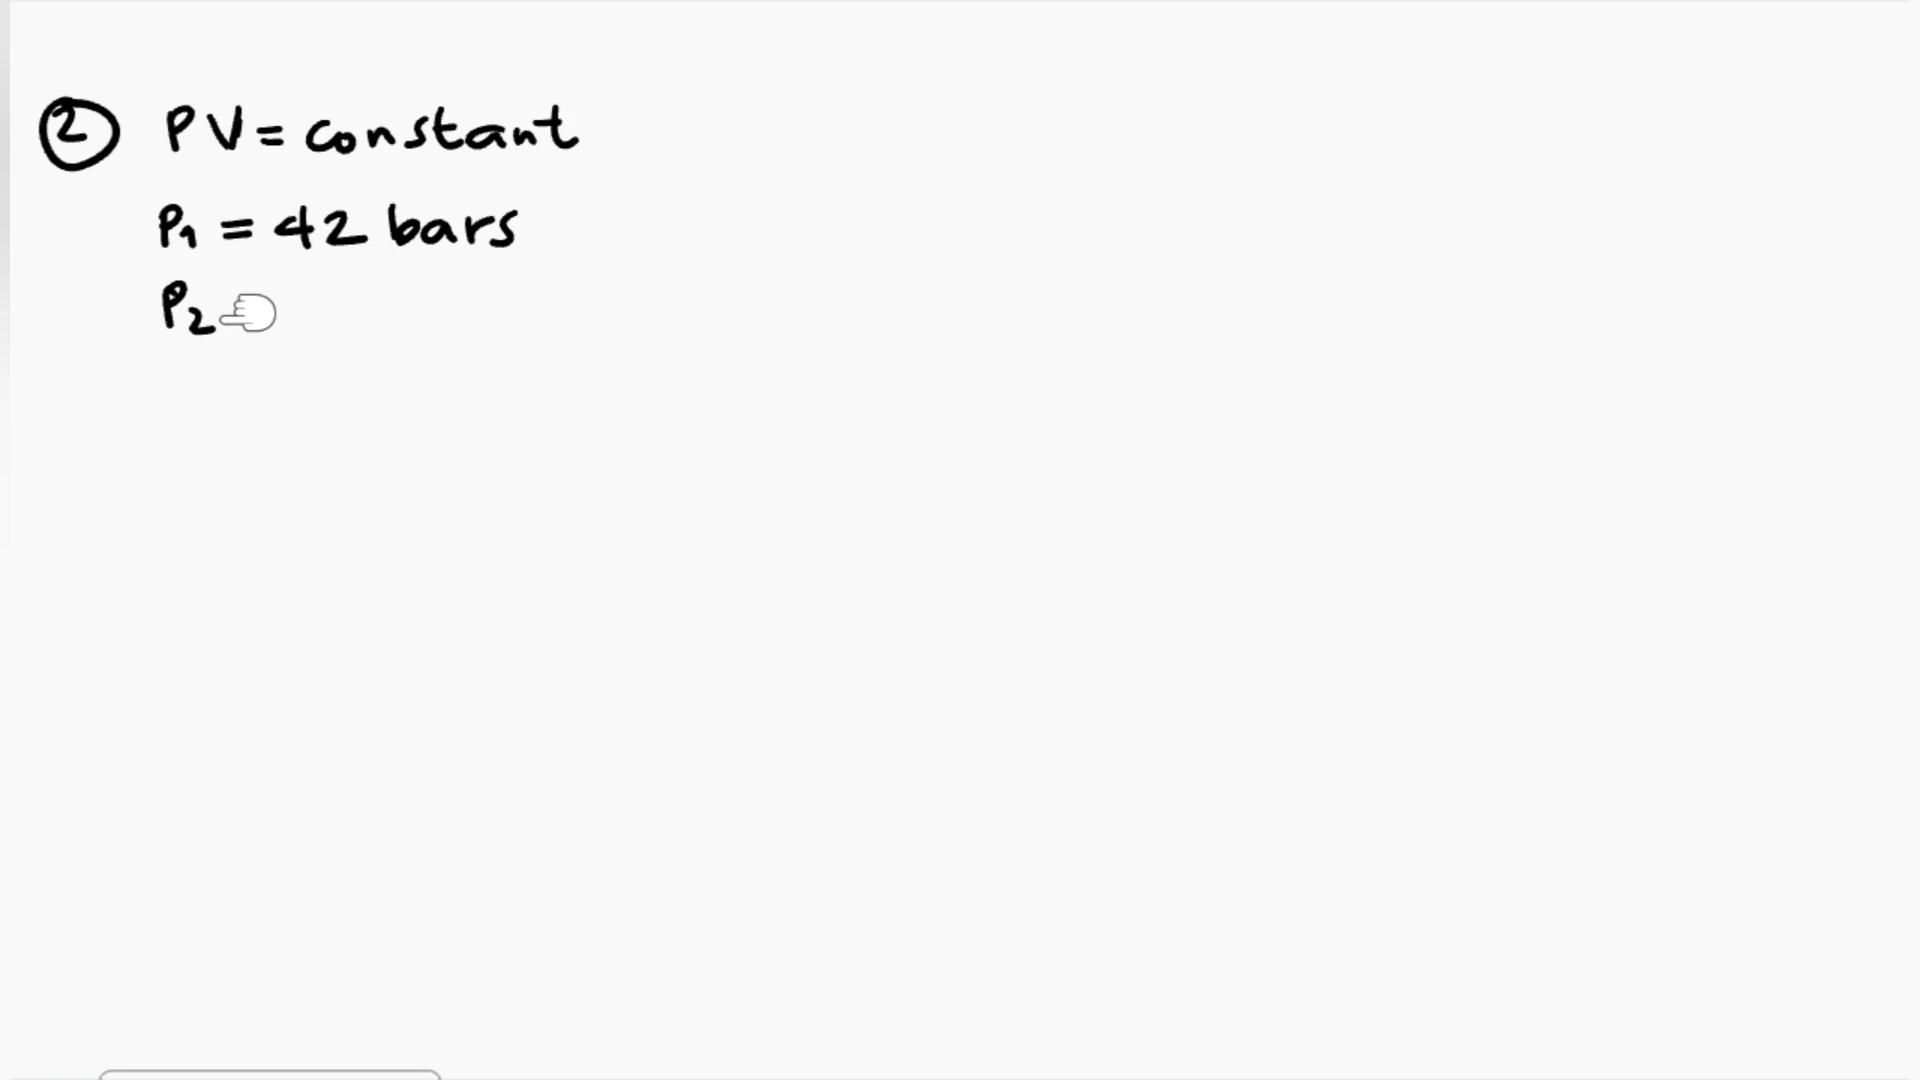 ② PV = constant
P₁ = 42 bars
P₂